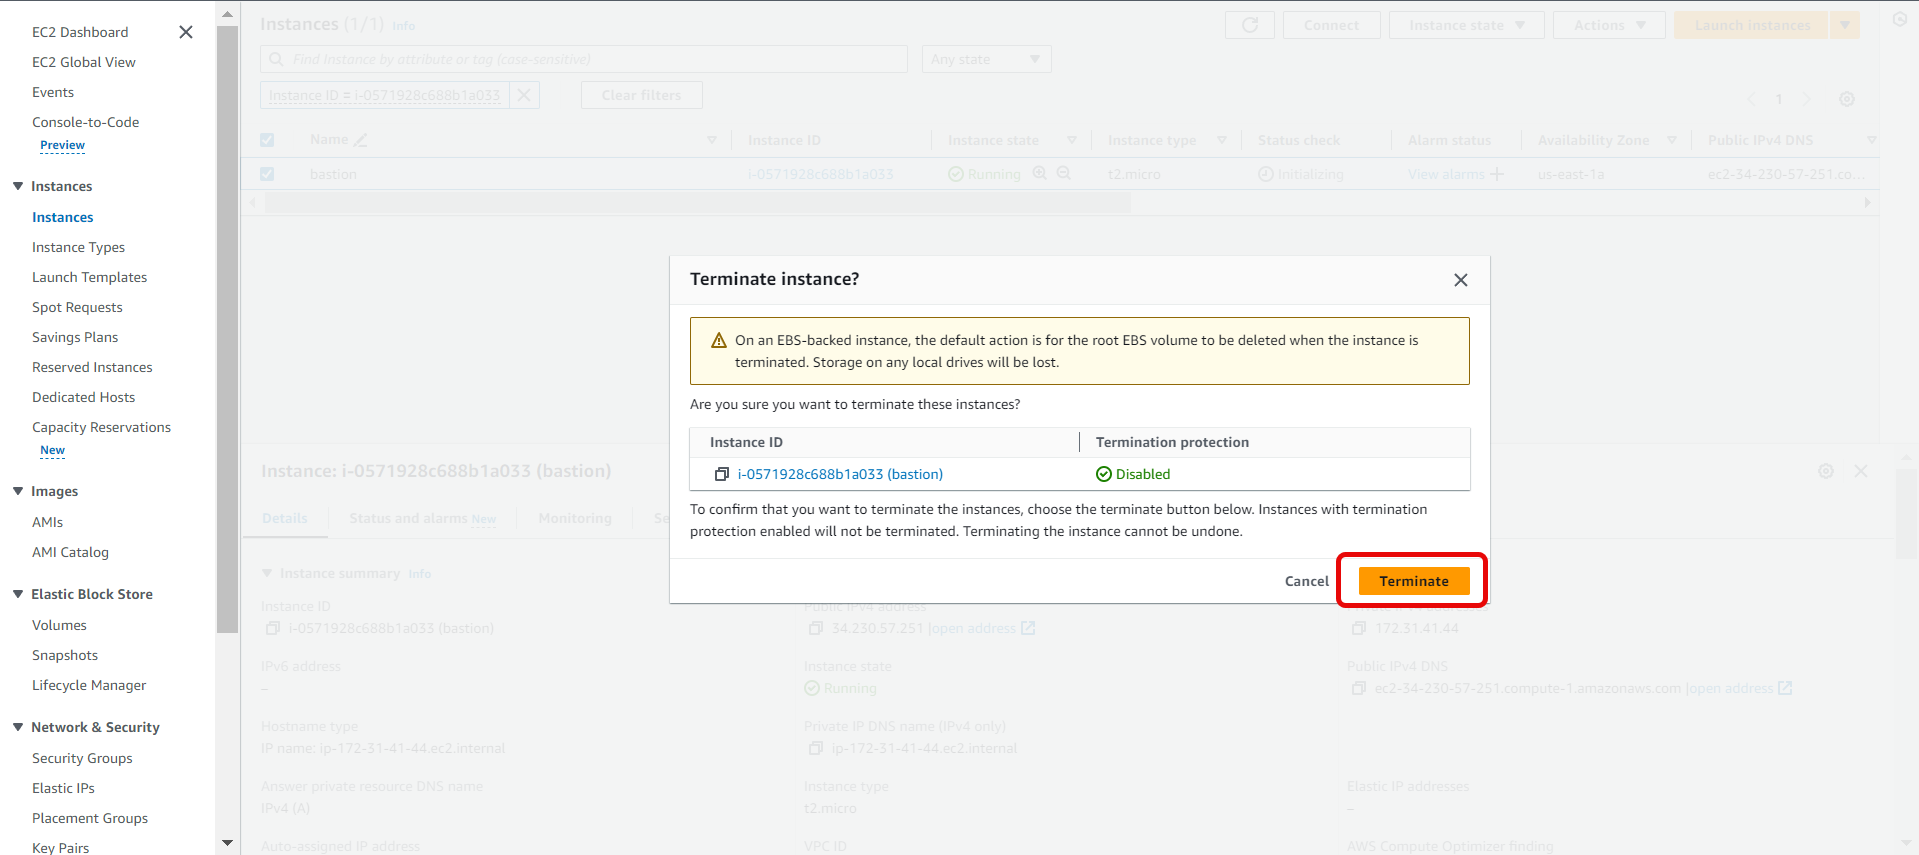 EC2 Dashboard
EC2 Global View
Events
Console-to-Code
Preview
Instances
Instances
Instance Types
Launch Templates
Spot Requests
Savings Plans
Reserved Instances
Dedicated Hosts
Capacity Reservations
New
Images
AMIs
AMI Catalog
Elastic Block Store
Volumes
Snapshots
Lifecycle Manager
Network & Security
Security Groups
Elastic IPs
Placement Groups
Key Pairs
Instances (1/1) Info
Connect Instance state Actions Launch instances
Find Instance by attribute or tag (case-sensitive) Any state
Instance ID = i-0571928c688b1a033 Clear filters
1
Name Instance ID Instance state Instance type Status check Alarm status Availability Zone Public IPv4 DNS
bastion i-0571928c688b1a033 Running t2.micro Initializing View alarms + us-east-1a ec2-34-230-57-251.co...
Terminate instance?
On an EBS-backed instance, the default action is for the root EBS volume to be deleted when the instance is
terminated. Storage on any local drives will be lost.
Are you sure you want to terminate these instances?
Instance ID Termination protection
i-0571928c688b1a033 (bastion) Disabled
To confirm that you want to terminate the instances, choose the terminate button below. Instances with termination
protection enabled will not be terminated. Terminating the instance cannot be undone.
Cancel Terminate
Instance: i-0571928c688b1a033 (bastion)
Details Status and alarms New Monitoring Se
Instance summary Info
Instance ID Public IPv4 address
i-0571928c688b1a033 (bastion) 34.230.57.251 |open address 172.31.41.44
IPv6 address Instance state Public IPv4 DNS
– Running ec2-34-230-57-251.compute-1.amazonaws.com |open address
Hostname type Private IP DNS name (IPv4 only)
IP name: ip-172-31-41-44.ec2.internal ip-172-31-41-44.ec2.internal
Answer private resource DNS name Instance type Elastic IP addresses
IPv4 (A) t2.micro –
Auto-assigned IP address VPC ID AWS Compute Optimizer finding